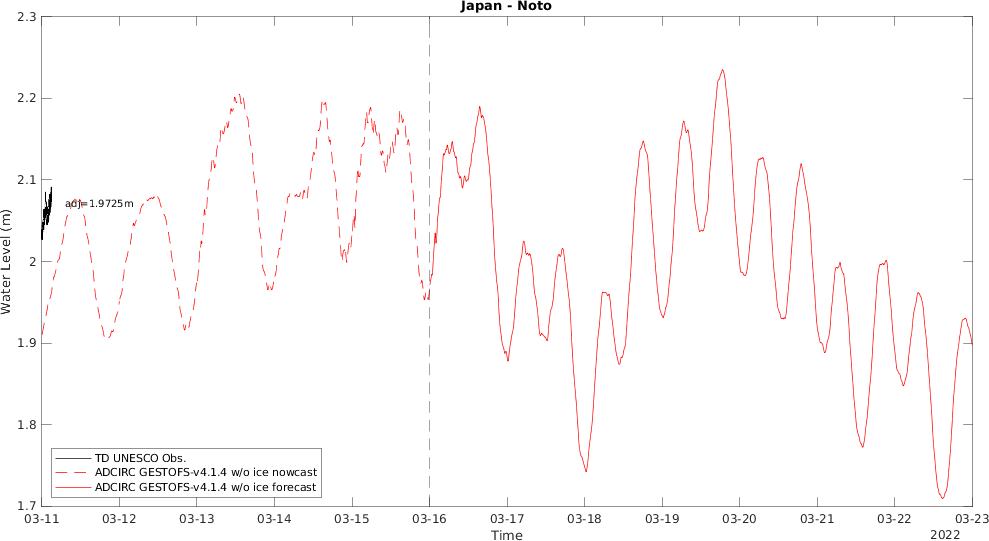 Japan - Noto
2.3
2.2
2.1
2
1.9
1.8
1.7
Water Level (m)
adj=1.9725m
TD UNESCO Obs.
ADCIRC GESTOFS-v4.1.4 w/o ice nowcast
ADCIRC GESTOFS-v4.1.4 w/o ice forecast
03-11 03-12 03-13 03-14 03-15 03-16 03-17 03-18 03-19 03-20 03-21 03-22 03-23
Time
2022